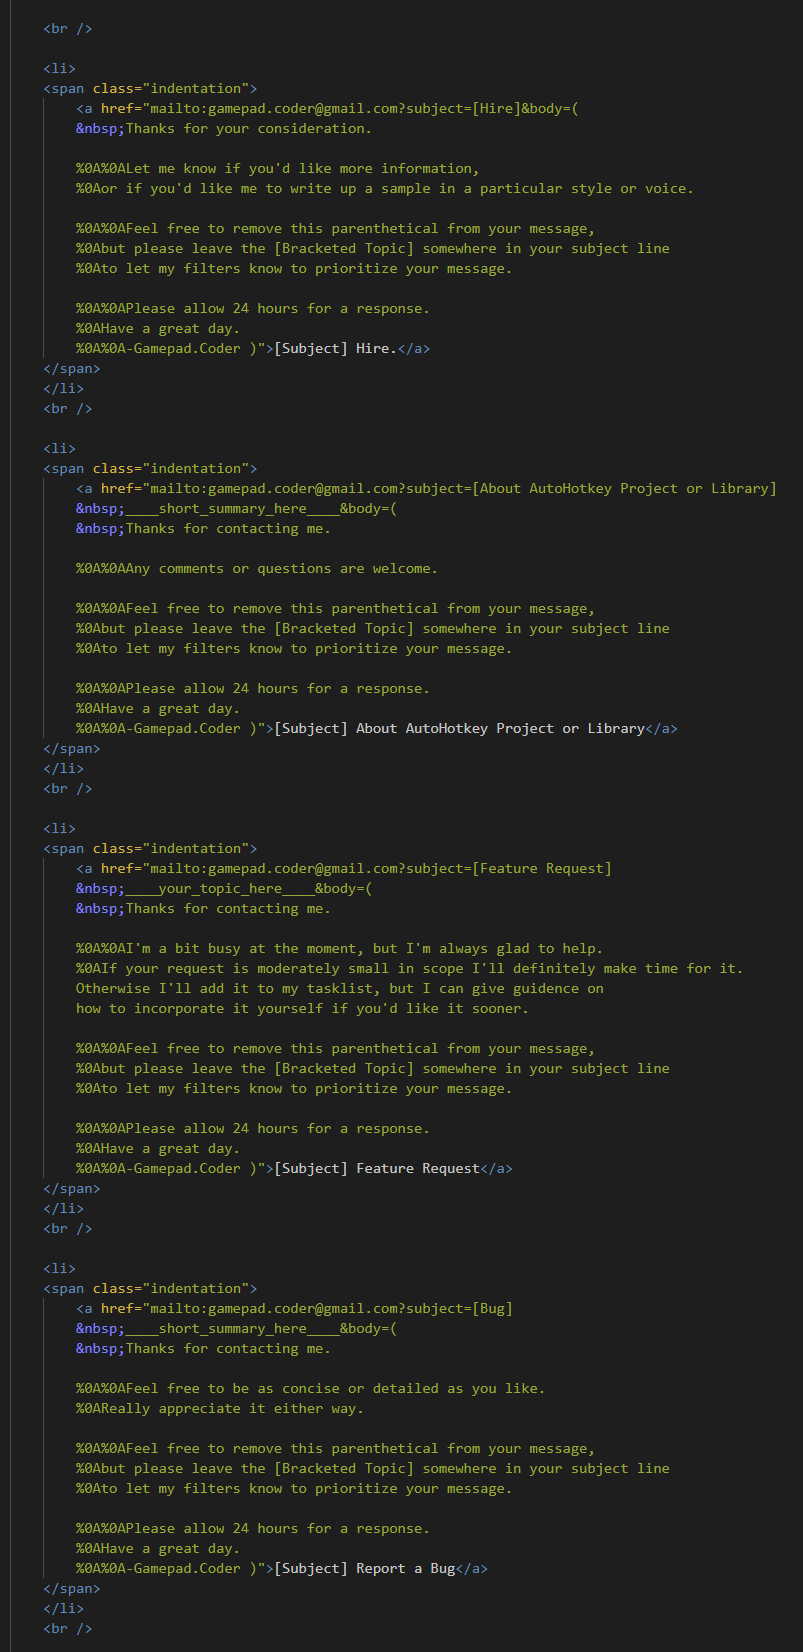 <br />
<li>
<span class="indentation">
<a href="mailto:gamepad.coder@gmail.com?subject=[Hire]&body=(
&nbsp;Thanks for your consideration.
%0A%0ALet me know if you'd like more information,
%0Aor if you'd like me to write up a sample in a particular style or voice.
%0A%0AFeel free to remove this parenthetical from your message,
%0Abut please leave the [Bracketed Topic] somewhere in your subject line
%0Ato let my filters know to prioritize your message.
%0A%0APlease allow 24 hours for a response.
%0AHave a great day.
%0A%0A-Gamepad.Coder )">[Subject] Hire.</a>
</span>
</li>
<br />
<li>
<span class="indentation">
<a href="mailto:gamepad.coder@gmail.com?subject=[About AutoHotkey Project or Library]
&nbsp;____short_summary_here____&body=(
&nbsp;Thanks for contacting me.
%0A%0AAny comments or questions are welcome.
%0A%0AFeel free to remove this parenthetical from your message,
%0Abut please leave the [Bracketed Topic] somewhere in your subject line
%0Ato let my filters know to prioritize your message.
%0A%0APlease allow 24 hours for a response.
%0AHave a great day.
%0A%0A-Gamepad.Coder )">[Subject] About AutoHotkey Project or Library</a>
</span>
</li>
<br />
<li>
<span class="indentation">
<a href="mailto:gamepad.coder@gmail.com?subject=[Feature Request]
&nbsp;____your_topic_here____&body=(
&nbsp;Thanks for contacting me.
%0A%0AI'm a bit busy at the moment, but I'm always glad to help.
%0AIf your request is moderately small in scope I'll definitely make time for it.
Otherwise I'll add it to my tasklist, but I can give guidence on
how to incorporate it yourself if you'd like it sooner.
%0A%0AFeel free to remove this parenthetical from your message,
%0Abut please leave the [Bracketed Topic] somewhere in your subject line
%0Ato let my filters know to prioritize your message.
%0A%0APlease allow 24 hours for a response.
%0AHave a great day.
%0A%0A-Gamepad.Coder )">[Subject] Feature Request</a>
</span>
</li>
<br />
<li>
<span class="indentation">
<a href="mailto:gamepad.coder@gmail.com?subject=[Bug]
&nbsp;____short_summary_here____&body=(
&nbsp;Thanks for contacting me.
%0A%0AFeel free to be as concise or detailed as you like.
%0AReally appreciate it either way.
%0A%0AFeel free to remove this parenthetical from your message,
%0Abut please leave the [Bracketed Topic] somewhere in your subject line
%0Ato let my filters know to prioritize your message.
%0A%0APlease allow 24 hours for a response.
%0AHave a great day.
%0A%0A-Gamepad.Coder )">[Subject] Report a Bug</a>
</span>
</li>
<br />